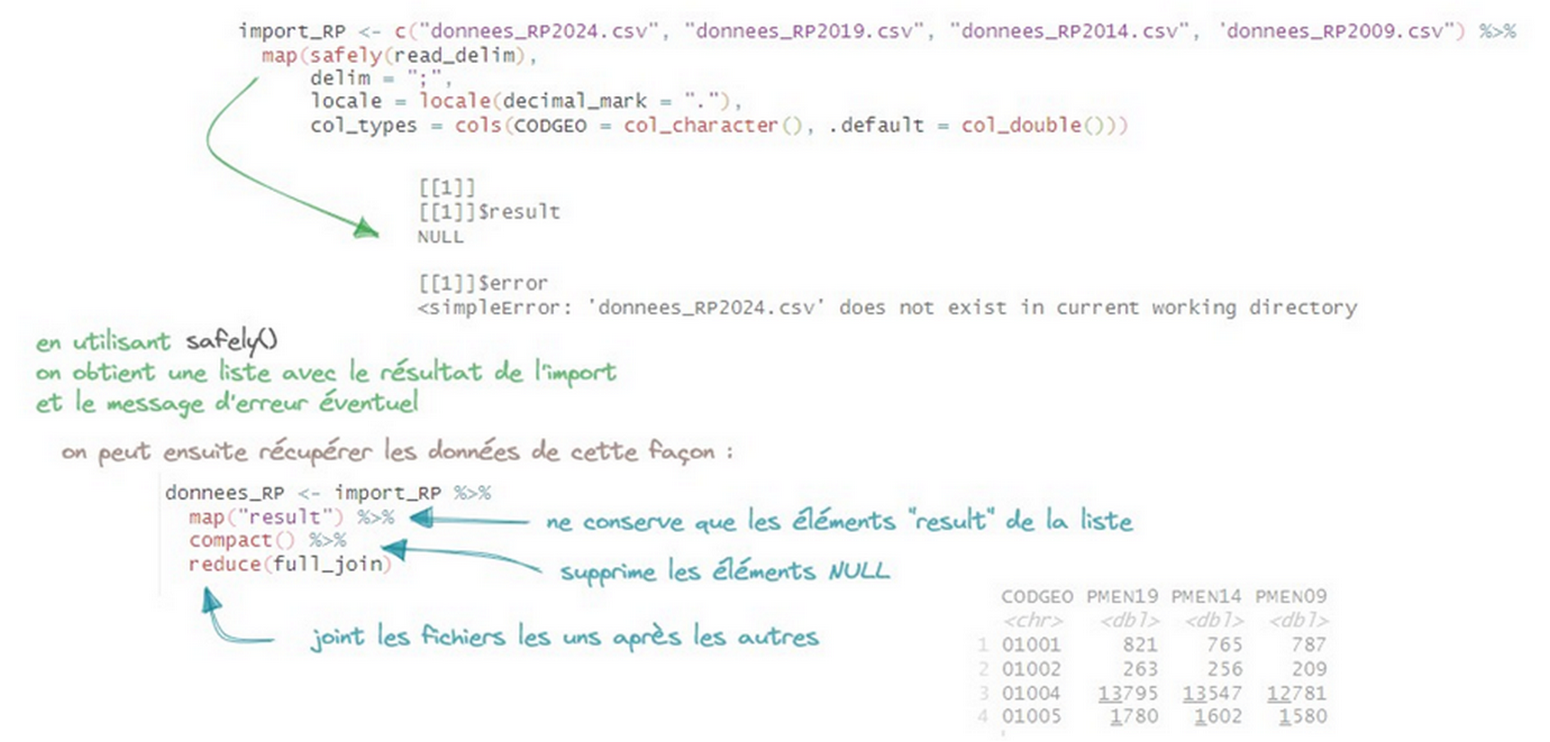 import_RP <- c("donnees_RP2024.csv", "donnees_RP2019.csv", "donnees_RP2014.csv", 'donnees_RP2009.csv") %>%
map(safely(read_delim),
delim = ";",
locale = locale(decimal_mark = "."),
col_types = cols(CODGEO = col_character(), .default = col_double()))
[[1]]
[[1]]$result
NULL
[[1]]$error
<simpleError: 'donnees_RP2024.csv' does not exist in current working directory
en utilisant safely()
on obtient une liste avec le résultat de l'import
et le message d'erreur éventuel
on peut ensuite récupérer les données de cette façon :
donnees_RP <- import_RP %>%
map("result") %>%
ne conserve que les éléments "result" de la liste
compact() %>%
supprime les éléments NULL
reduce(full_join)
joint les fichiers les uns après les autres
CODGEO PMEN19 PMEN14 PMEN09
<chr> <dbl> <dbl> <dbl>
1 01001 821 765 787
2 01002 263 256 209
3 01004 13795 13547 12781
4 01005 1780 1602 1580